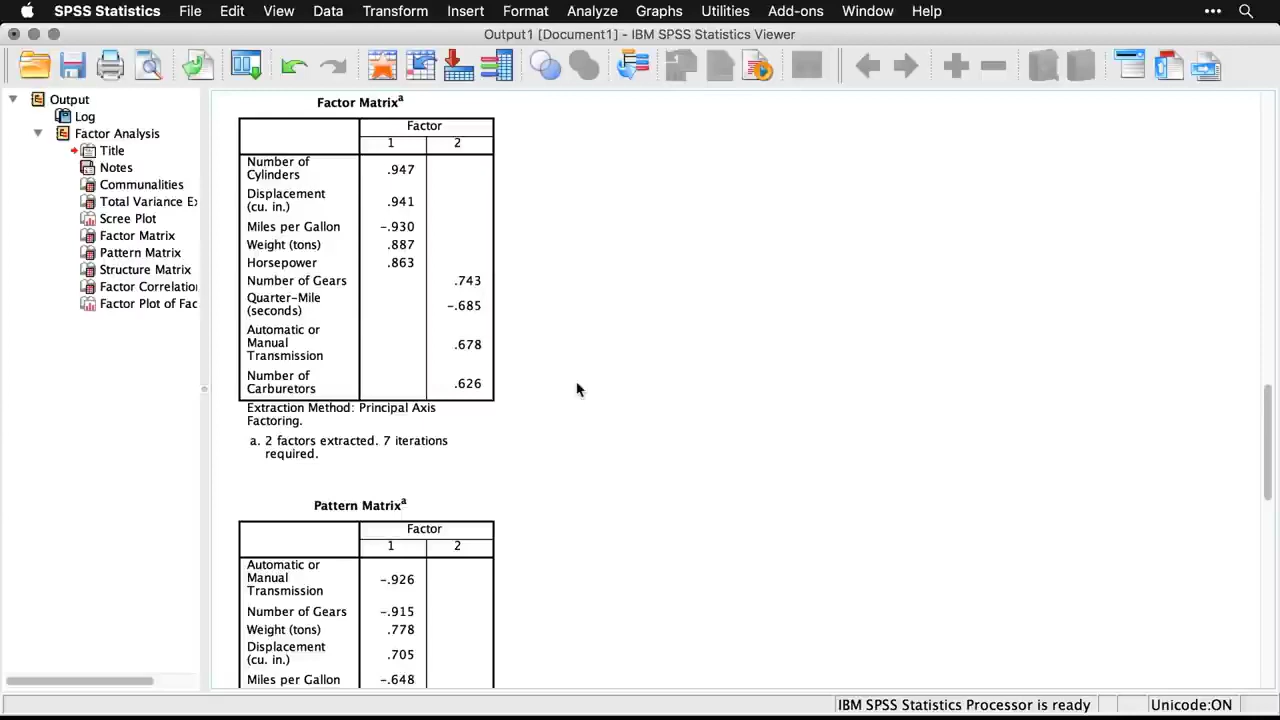 SPSS Statistics File Edit View Data Transform Insert Format Analyze Graphs Utilities Add-ons Window Help
Output1 [Document1] - IBM SPSS Statistics Viewer
Output
Log
Factor Analysis
Title
Notes
Communalities
Total Variance Ex
Scree Plot
Factor Matrix
Pattern Matrix
Structure Matrix
Factor Correlation
Factor Plot of Fac
Factor Matrixa
Factor
1 2
Number of
Cylinders .947
Displacement
(cu. in.) .941
Miles per Gallon -.930
Weight (tons) .887
Horsepower .863
Number of Gears .743
Quarter-Mile
(seconds) -.685
Automatic or
Manual .678
Transmission
Number of
Carburetors .626
Extraction Method: Principal Axis
Factoring.
a. 2 factors extracted. 7 iterations
required.
Pattern Matrixa
Factor
1 2
Automatic or
Manual -.926
Transmission
Number of Gears -.915
Weight (tons) .778
Displacement
(cu. in.) .705
Miles per Gallon -.648
IBM SPSS Statistics Processor is ready Unicode:ON